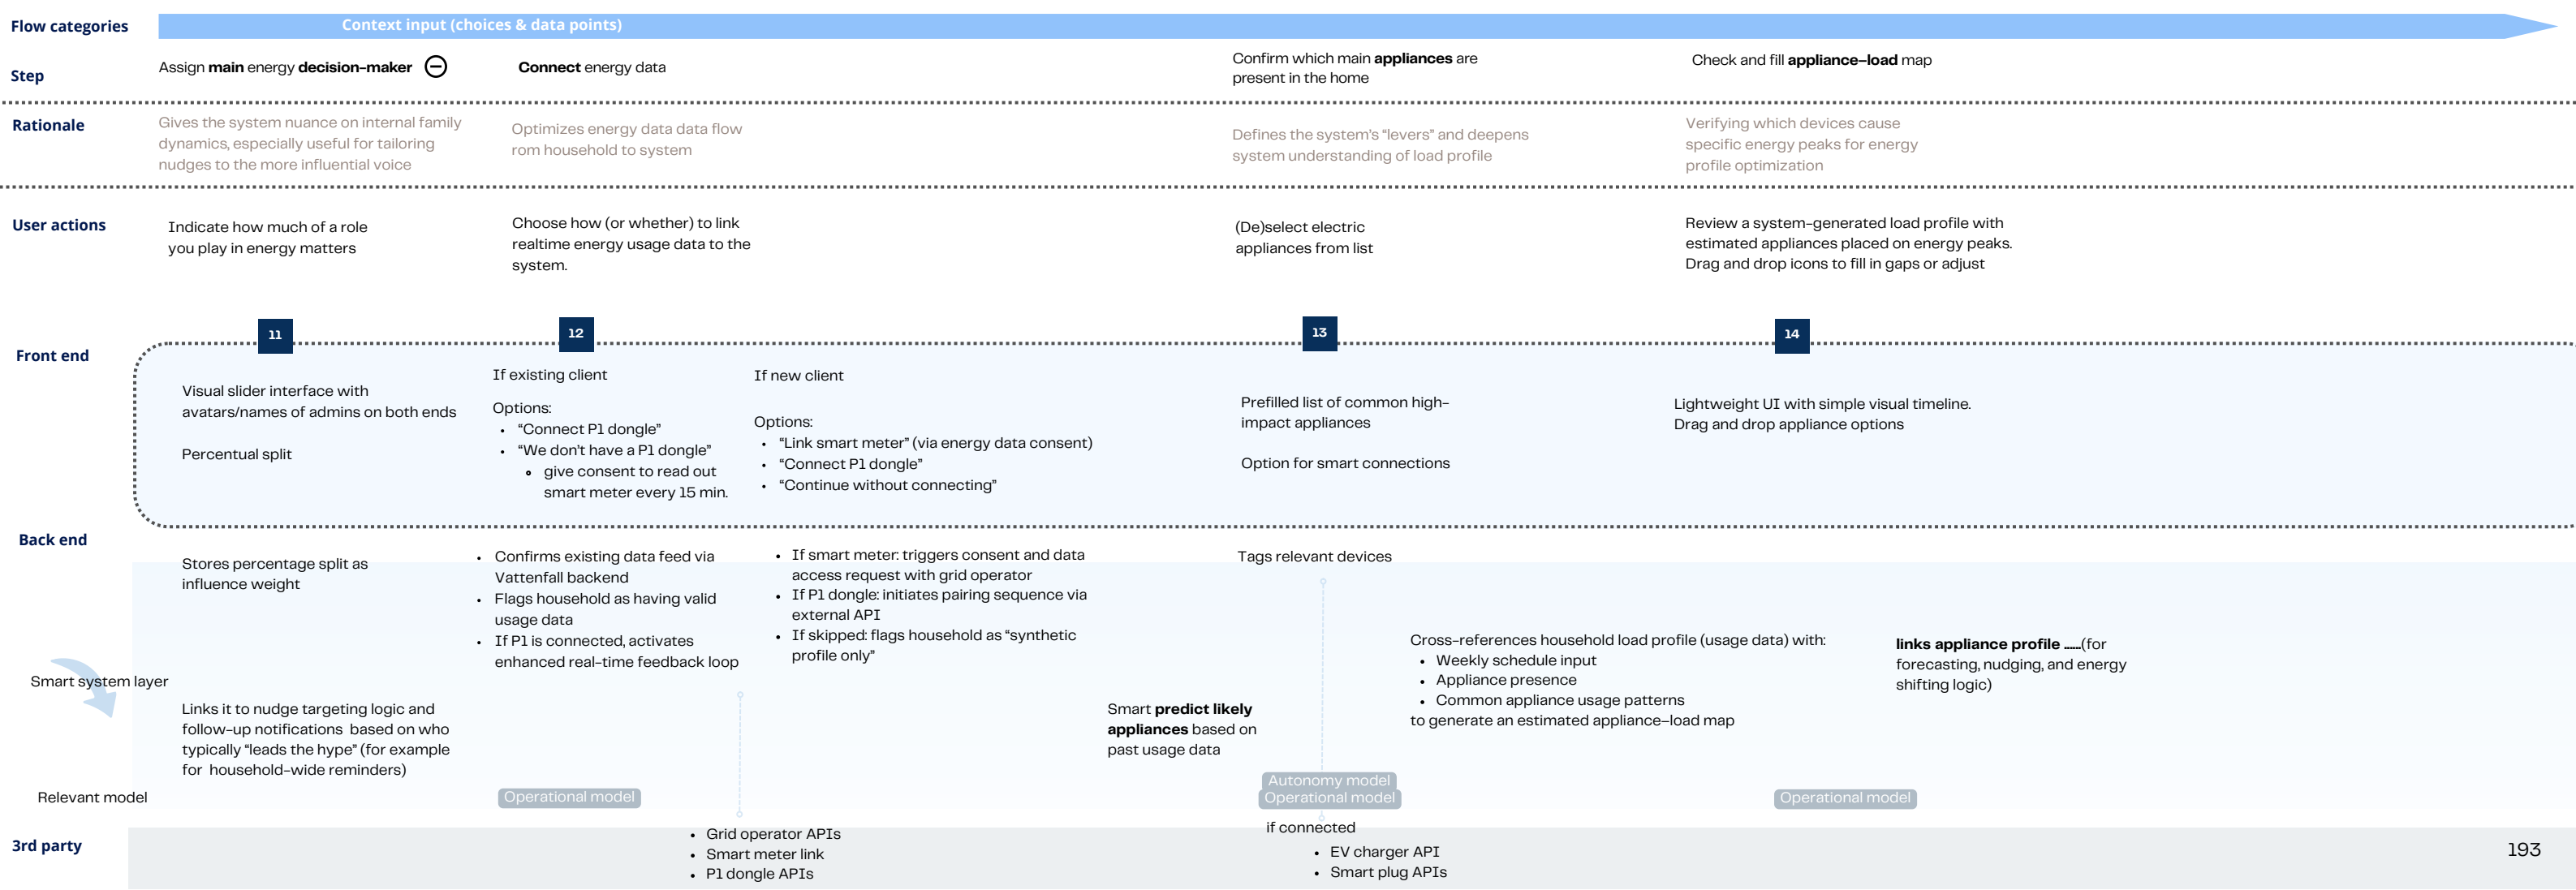 Flow categories
Context input (choices & data points)
Step
Assign main energy decision-maker
Connect energy data
Confirm which main appliances are
present in the home
Check and fill appliance-load map
Rationale
Gives the system nuance on internal family
dynamics, especially useful for tailoring
nudges to the more influential voice
Optimizes energy data data flow
rom household to system
Defines the system's "levers" and deepens
system understanding of load profile
Verifying which devices cause
specific energy peaks for energy
profile optimization
User actions
Indicate how much of a role
you play in energy matters
Choose how (or whether) to link
realtime energy usage data to the
system.
(De)select electric
appliances from list
Review a system-generated load profile with
estimated appliances placed on energy peaks.
Drag and drop icons to fill in gaps or adjust
11
12
13
14
Front end
Visual slider interface with
avatars/names of admins on both ends
Percentual split
If existing client
Options:
• "Connect P1 dongle"
• "We don't have a P1 dongle"
give consent to read out
smart meter every 15 min.
If new client
Options:
• "Link smart meter" (via energy data consent)
• "Connect P1 dongle"
• "Continue without connecting"
Prefilled list of common high-
impact appliances
Option for smart connections
Lightweight UI with simple visual timeline.
Drag and drop appliance options
Back end
Stores percentage split as
influence weight
• Confirms existing data feed via
Vattenfall backend
• Flags household as having valid
usage data
• If P1 is connected, activates
enhanced real-time feedback loop
• If smart meter: triggers consent and data
access request with grid operator
• If P1 dongle: initiates pairing sequence via
external API
• If skipped: flags household as "synthetic
profile only"
Tags relevant devices
Cross-references household load profile (usage data) with:
• Weekly schedule input
• Appliance presence
• Common appliance usage patterns
to generate an estimated appliance-load map
links appliance profile ......(for
forecasting, nudging, and energy
shifting logic)
Smart system layer
Links it to nudge targeting logic and
follow-up notifications based on who
typically "leads the hype" (for example
for household-wide reminders)
Smart predict likely
appliances based on
past usage data
Relevant model
Operational model
Autonomy model
Operational model
Operational model
3rd party
• Grid operator APIs
• Smart meter link
• P1 dongle APIs
if connected
• EV charger API
• Smart plug APIs
193